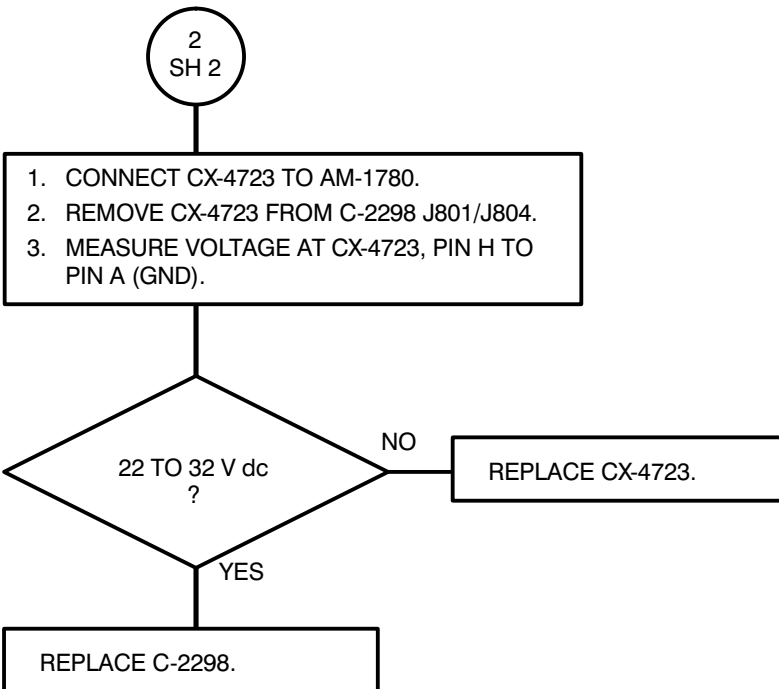 2
SH 2
1. CONNECT CX-4723 TO AM-1780.
2. REMOVE CX-4723 FROM C-2298 J801/J804.
3. MEASURE VOLTAGE AT CX-4723, PIN H TO
PIN A (GND).
22 TO 32 V dc
?
NO
REPLACE CX-4723.
YES
REPLACE C-2298.